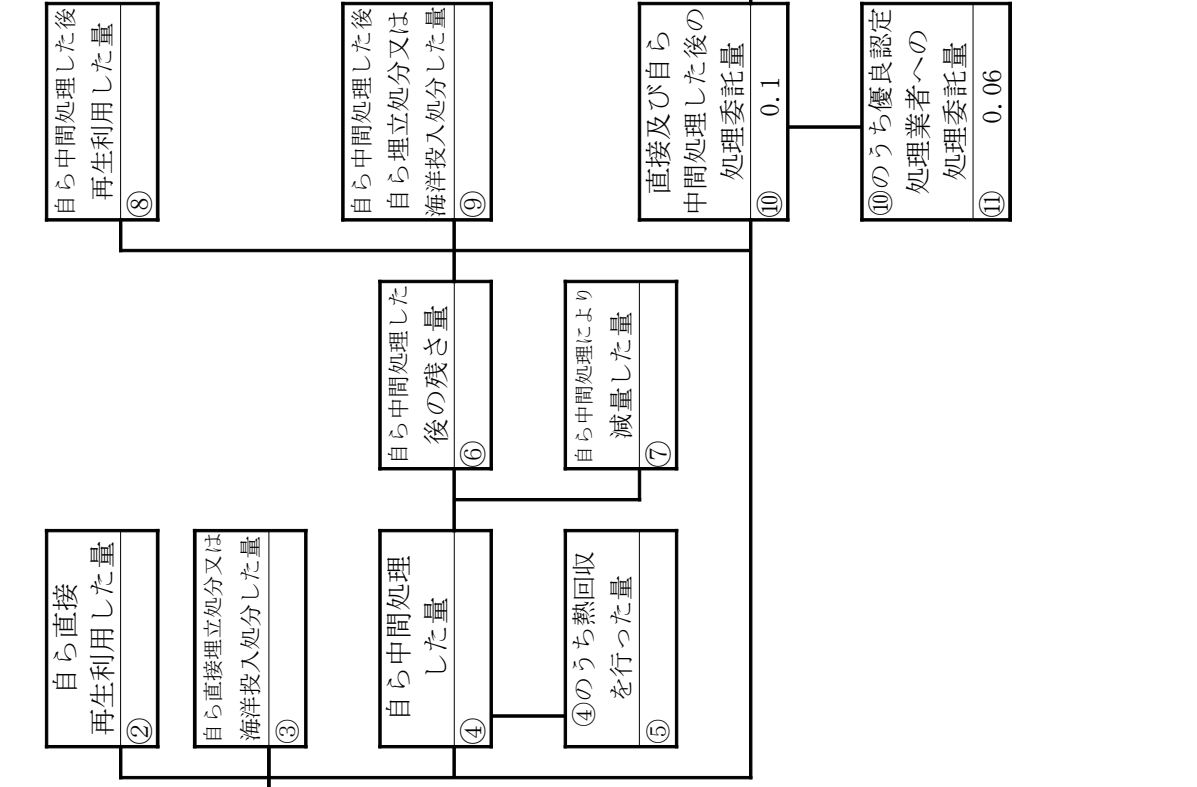 自ら直接
再生利用した量
②
自ら直接埋立処分又は
海洋投入処分した量
③
自ら中間処理
した量
④
④のうち熱回収
を行った量
⑤
自ら中間処理した
後の残さ量
⑥
自ら中間処理により
減量した量
⑦
自ら中間処理した後
再生利用した量
⑧
自ら中間処理した後
自ら埋立処分又は
海洋投入処分した量
⑨
直接及び自ら
中間処理した後の
処理委託量
⑩ 0.1
⑩のうち優良認定
処理業者への
処理委託量
⑪ 0.06